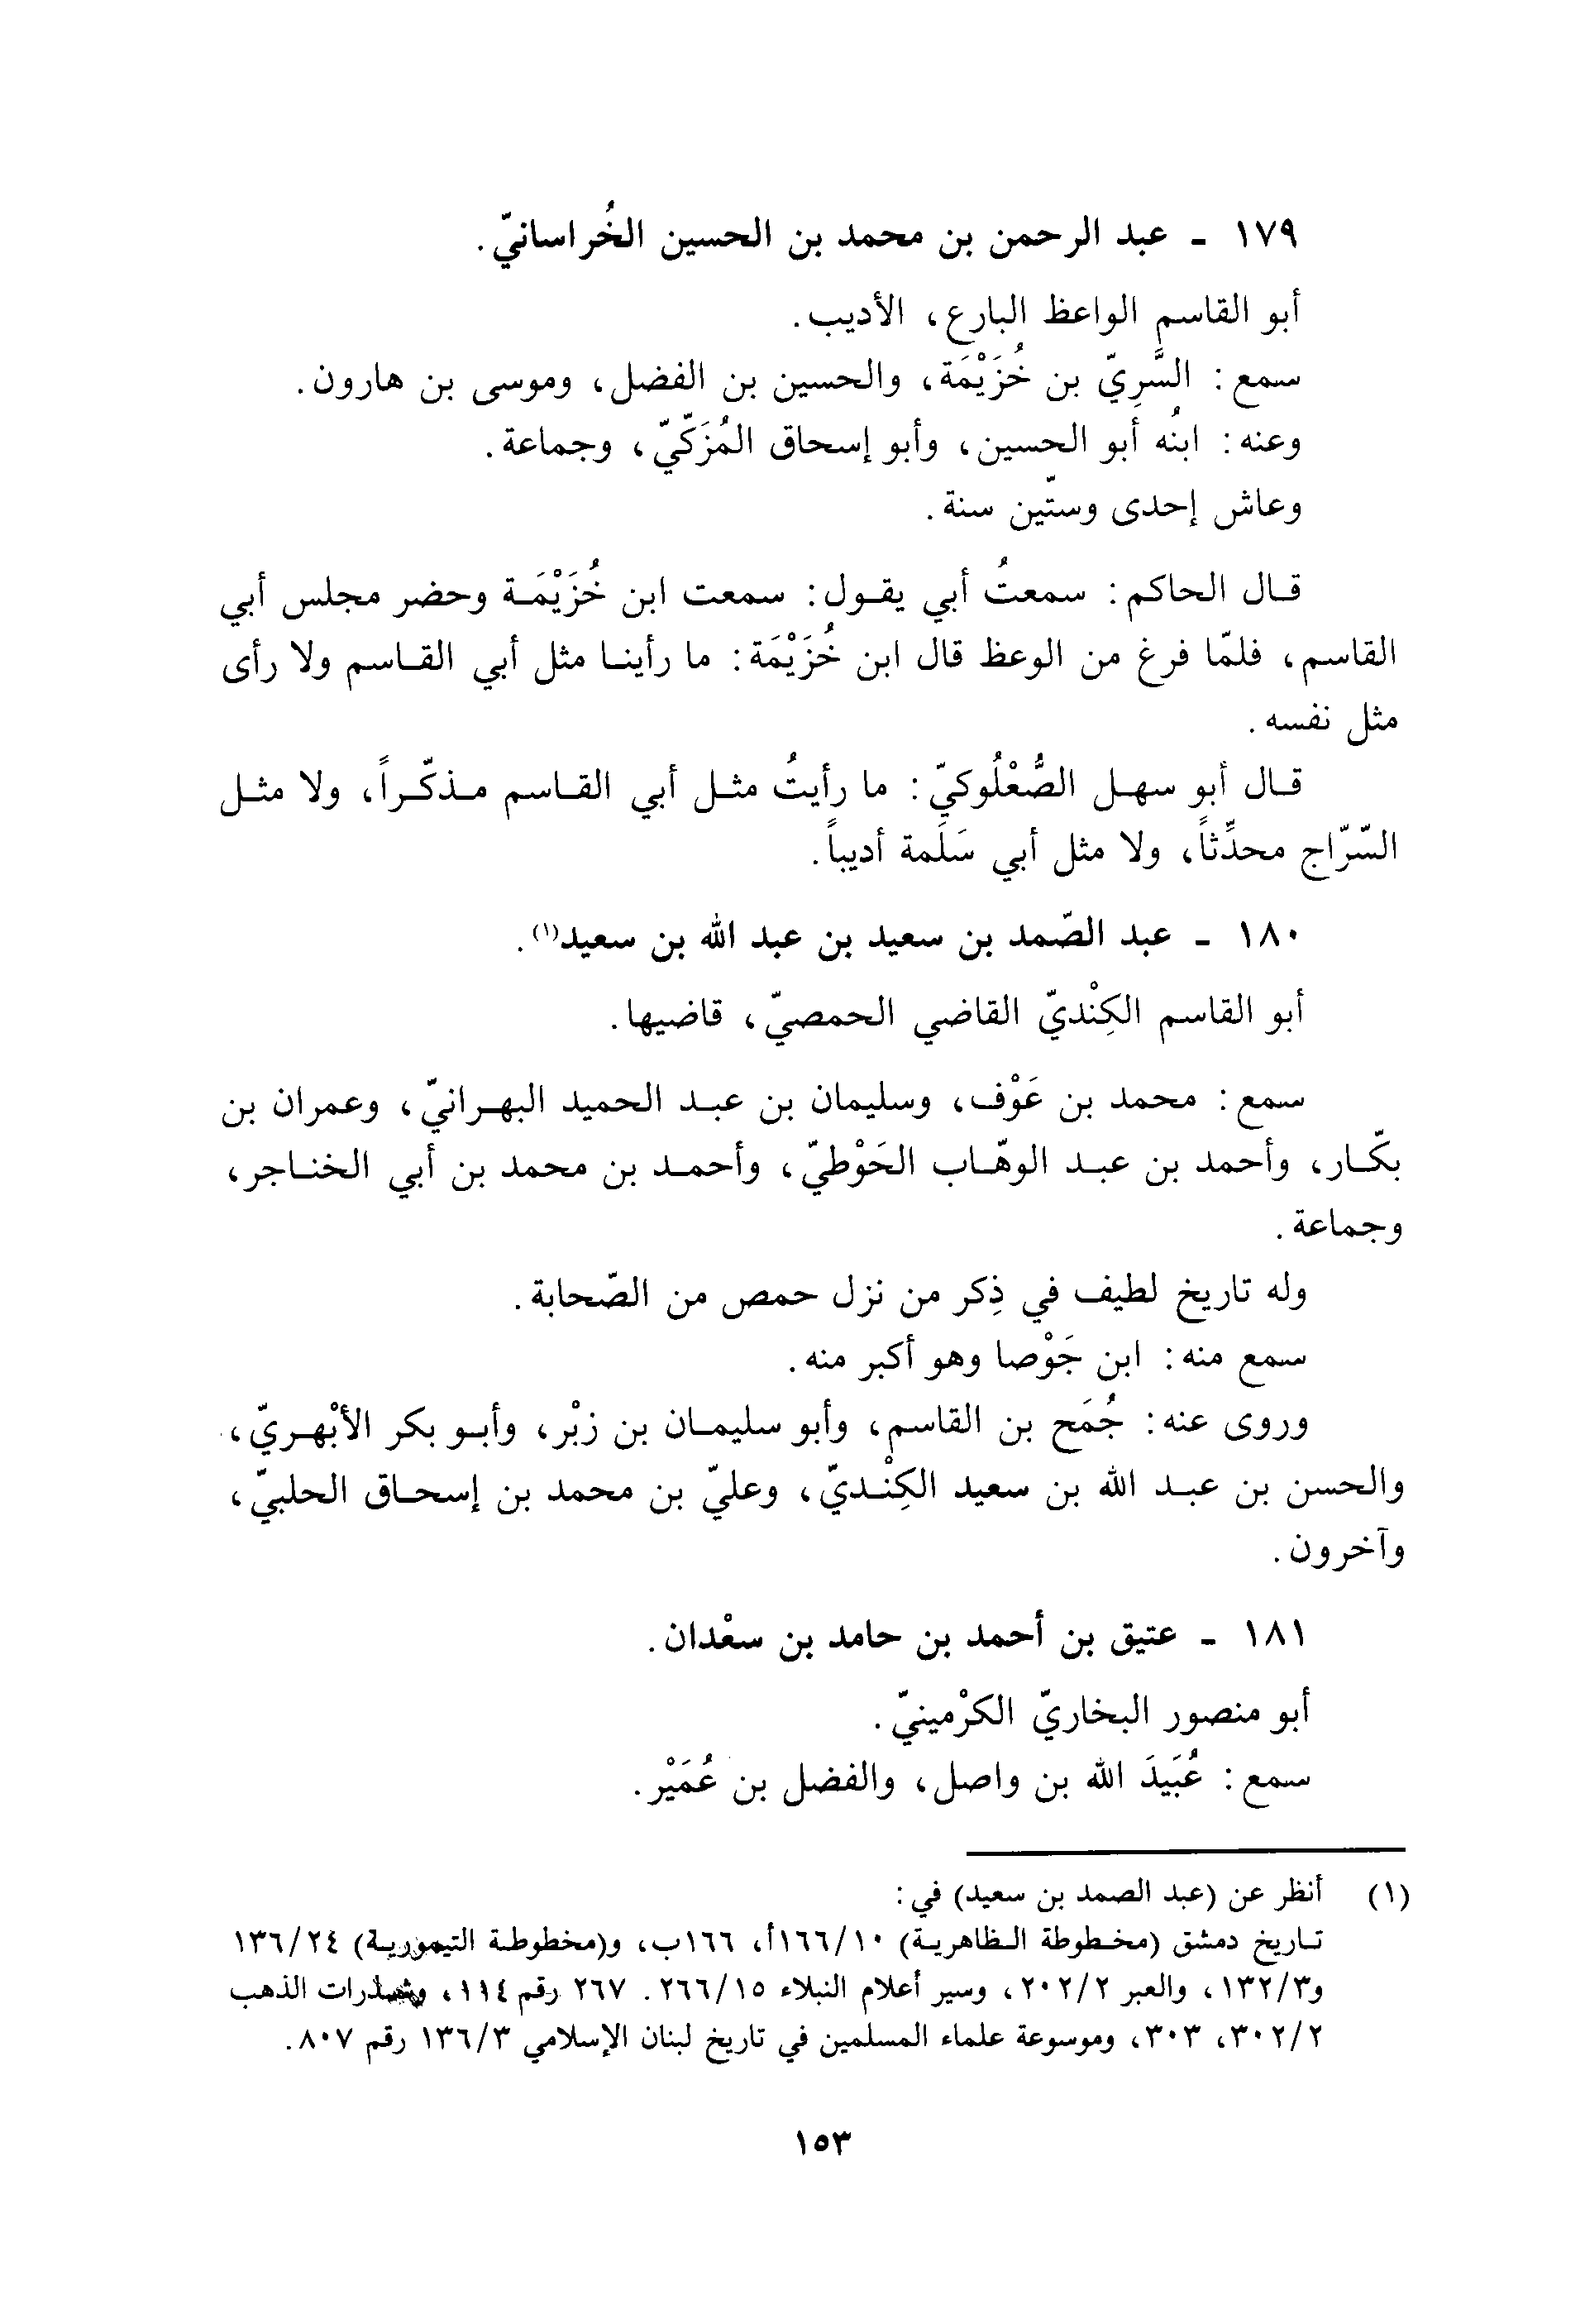 ١٧٩ - عبد الرحمن بن محمد بن الحسين الخُراسانيّ.
أبو القاسم الواعظ البارع، الأديب.
سمع: السَّرِيّ بن خُزَيْمَة، والحسين بن الفضل، وموسى بن هارون.
وعنه: ابنُه أبو الحسين، وأبو إسحاق المُزَكّيّ، وجماعة.
وعاش إحدى وستّين سنة.
قال الحاكم: سمعتُ أبي يقول: سمعت ابن خُزَيْمَة وحضر مجلس أبي
القاسم، فلمّا فرغ من الوعظ قال ابن خُزَيْمَة: ما رأينا مثل أبي القاسم ولا رأى
مثل نفسه.
قال أبو سهل الصُّعْلُوكيّ: ما رأيتُ مثل أبي القاسم مذكّراً، ولا مثل
السّرّاج محدِّثاً، ولا مثل أبي سَلَمة أديباً.
١٨٠ - عبد الصّمد بن سعيد بن عبد الله بن سعيد(١).
أبو القاسم الكِنْديّ القاضي الحمصيّ، قاضيها.
سمع: محمد بن عَوْف، وسليمان بن عبد الحميد البهرانيّ، وعمران بن
بكّار، وأحمد بن عبد الوهّاب الحَوْطيّ، وأحمد بن محمد بن أبي الخناجر،
وجماعة.
وله تاريخ لطيف في ذِكر من نزل حمص من الصّحابة.
سمع منه: ابن جَوْصا وهو أكبر منه.
وروى عنه: جُمَح بن القاسم، وأبو سليمان بن زبْر، وأبو بكر الأبْهريّ،
والحسن بن عبد الله بن سعيد الكِنْديّ، وعليّ بن محمد بن إسحاق الحلبيّ،
وآخرون.
١٨١ - عتيق بن أحمد بن حامد بن سعْدان.
أبو منصور البخاريّ الكرْمينيّ.
سمع: عُبَيدَ الله بن واصل، والفضل بن عُمَيْر.
(١) أنظر عن (عبد الصمد بن سعيد) في:
تاريخ دمشق (مخطوطة الظاهرية) ١٠/١٦٦أ، ١٦٦ب، و(مخطوطة التيمورية) ٢٤/١٣٦
و٣/١٣٢، والعبر ٢/٢٠٢، وسير أعلام النبلاء ١٥/٢٦٦. ٢٦٧ رقم ١١٤، وشذرات الذهب
٢/٣٠٢، ٣٠٣، وموسوعة علماء المسلمين في تاريخ لبنان الإسلامي ٣/١٣٦ رقم ٨٠٧.
١٥٣